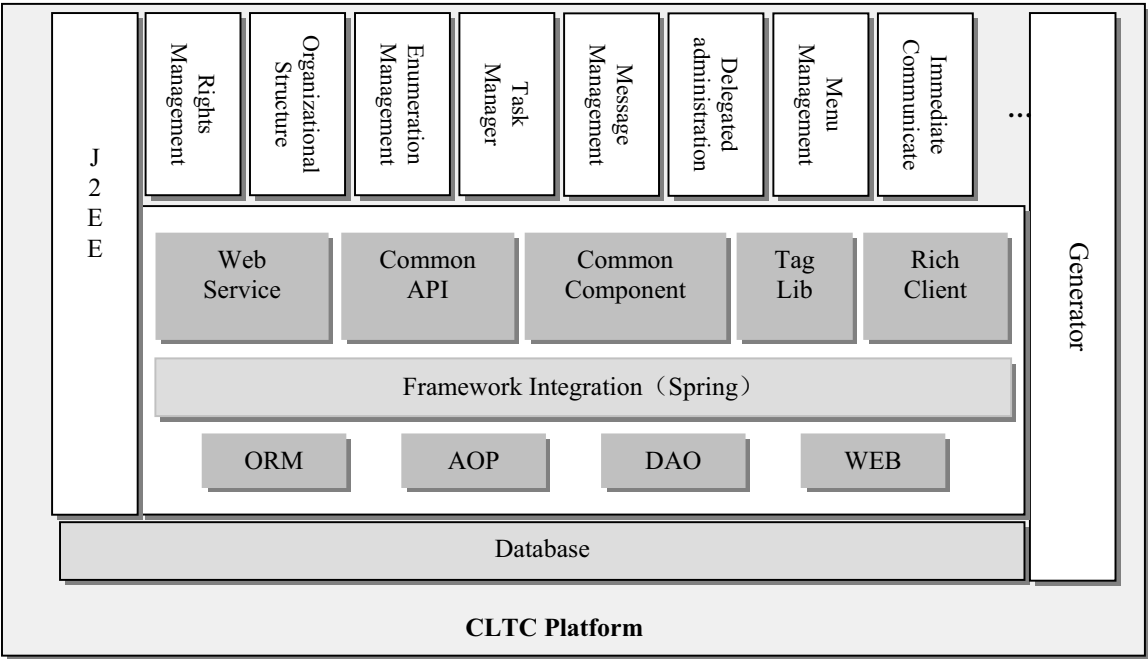 J
2
E
E
Rights
Management
Organizational
Structure
Enumeration
Management
Task
Manager
Message
Management
Delegated
administration
Menu
Management
Immediate
Communicate
...
Web
Service
Common
API
Common
Component
Tag
Lib
Rich
Client
Generator
Framework Integration（Spring）
ORM
AOP
DAO
WEB
Database
CLTC Platform